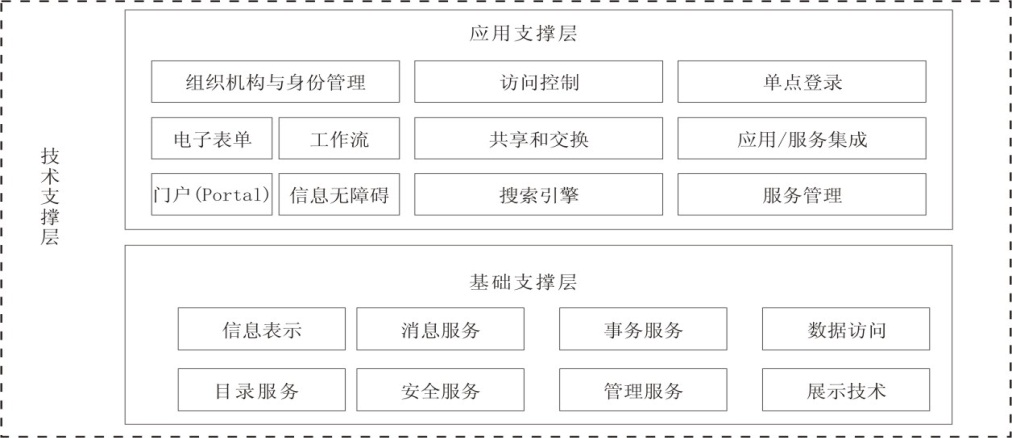 技术支撑层
应用支撑层
组织机构与身份管理 访问控制 单点登录
电子表单 工作流 共享和交换 应用/服务集成
门户(Portal) 信息无障碍 搜索引擎 服务管理
基础支撑层
信息表示 消息服务 事务服务 数据访问
目录服务 安全服务 管理服务 展示技术